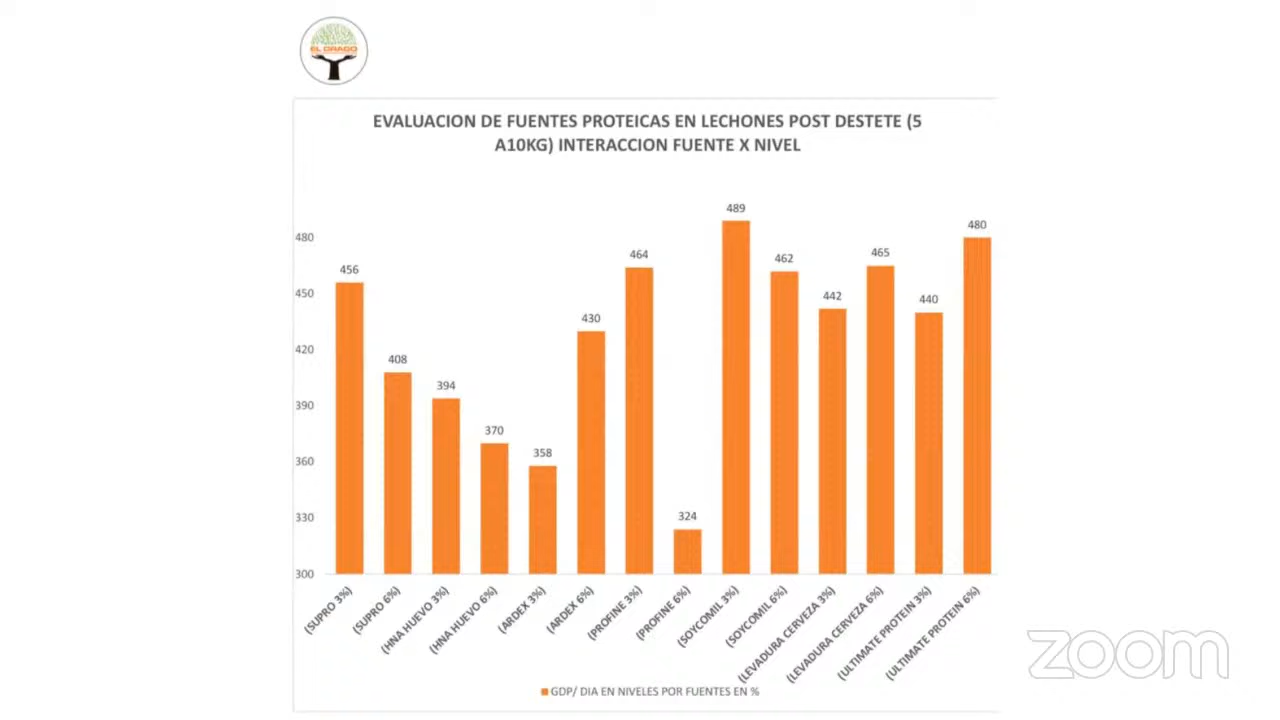 EL DRAGO
EVALUACION DE FUENTES PROTEICAS EN LECHONES POST DESTETE (5
A10KG) INTERACCION FUENTE X NIVEL
480
450
420
390
360
330
300
456
408
394
370
358
430
464
324
489
462
442
465
440
480
(SUPRO 3%)
(SUPRO 6%)
(HNA HUEVO 3%)
(HNA HUEVO 6%)
(ARDEX 3%)
(ARDEX 6%)
(PROFINE 3%)
(PROFINE 6%)
(SOYCOMIL 3%)
(SOYCOMIL 6%)
(LEVADURA CERVEZA 3%)
(LEVADURA CERVEZA 6%)
(ULTIMATE PROTEIN 3%)
(ULTIMATE PROTEIN 6%)
GDP/ DIA EN NIVELES POR FUENTES EN %
zoom